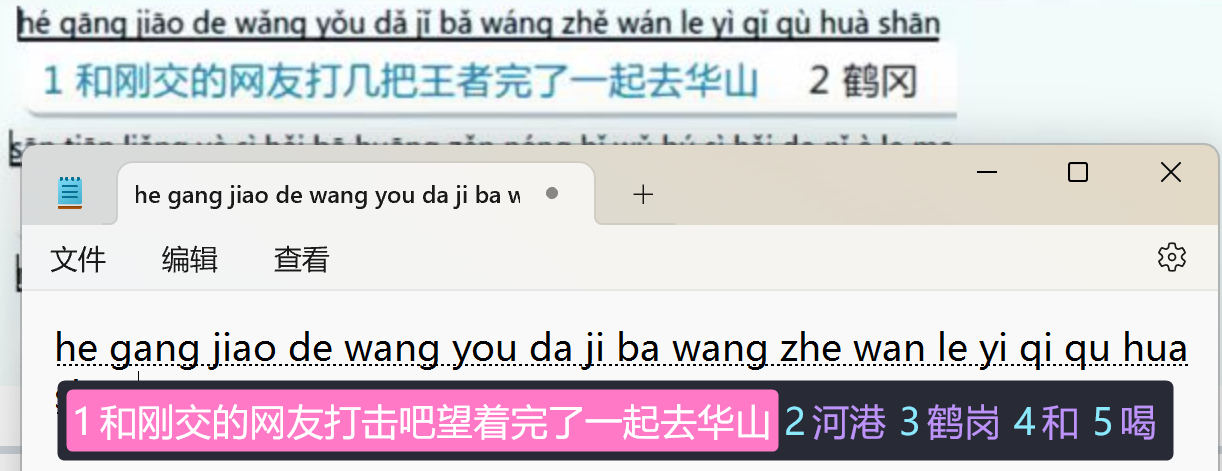 hé gāng jiāo de wǎng yǒu dǎ jǐ bǎ wáng zhě wán le yì qǐ qù huà shān
1 和刚交的网友打几把王者完了一起去华山 2 鹤冈
he gang jiao de wang you da ji ba w
文件 编辑 查看
he gang jiao de wang you da ji ba wang zhe wan le yi qi qu hua
1 和刚交的网友打击吧望着完了一起去华山 2 河港 3 鹤岗 4 和 5 喝